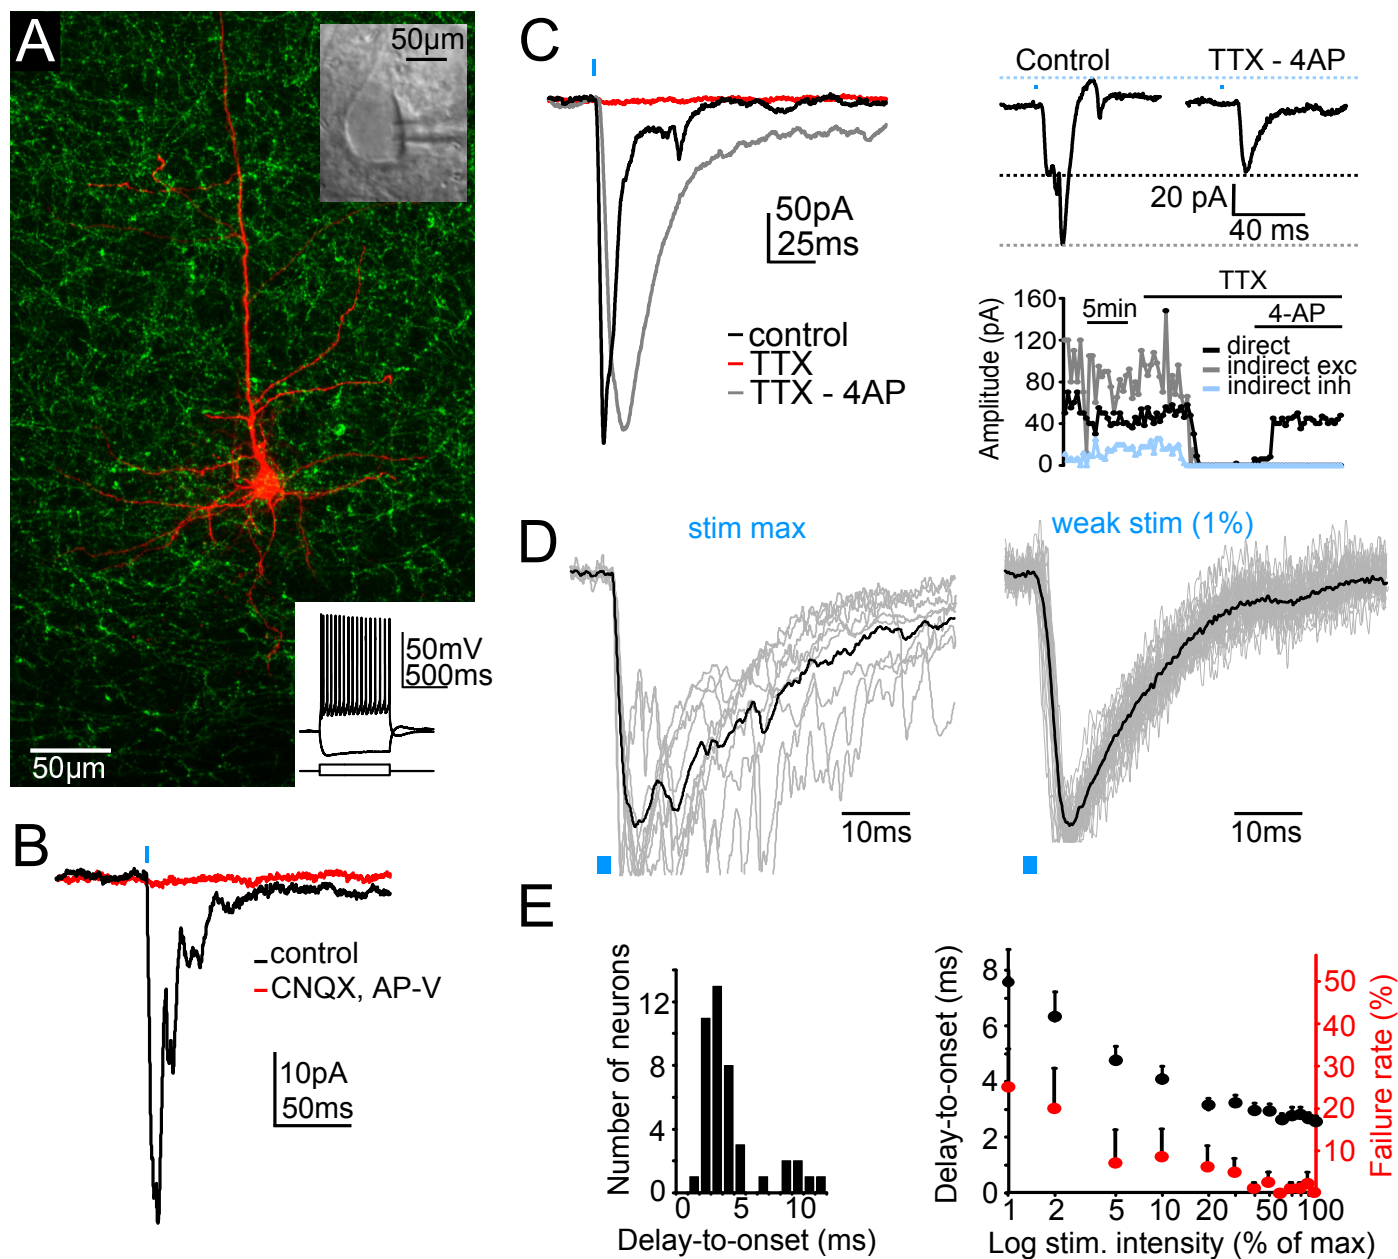 A
50µm
50mV
500ms
50µm
B
control
CNQX, AP-V
10pA
50ms
C
50pA
25ms
control
TTX
TTX - 4AP
Control
TTX - 4AP
20 pA
40 ms
TTX
5min
4-AP
direct
indirect exc
indirect inh
Amplitude (pA)
160
120
80
40
0
D
stim max
weak stim (1%)
10ms
10ms
E
Number of neurons
12
8
4
0
0
5
10
Delay-to-onset (ms)
Delay-to-onset (ms)
8
6
4
2
0
1
2
5
10
20
50
100
Log stim. intensity (% of max)
50
40
30
20
10
Failure rate (%)